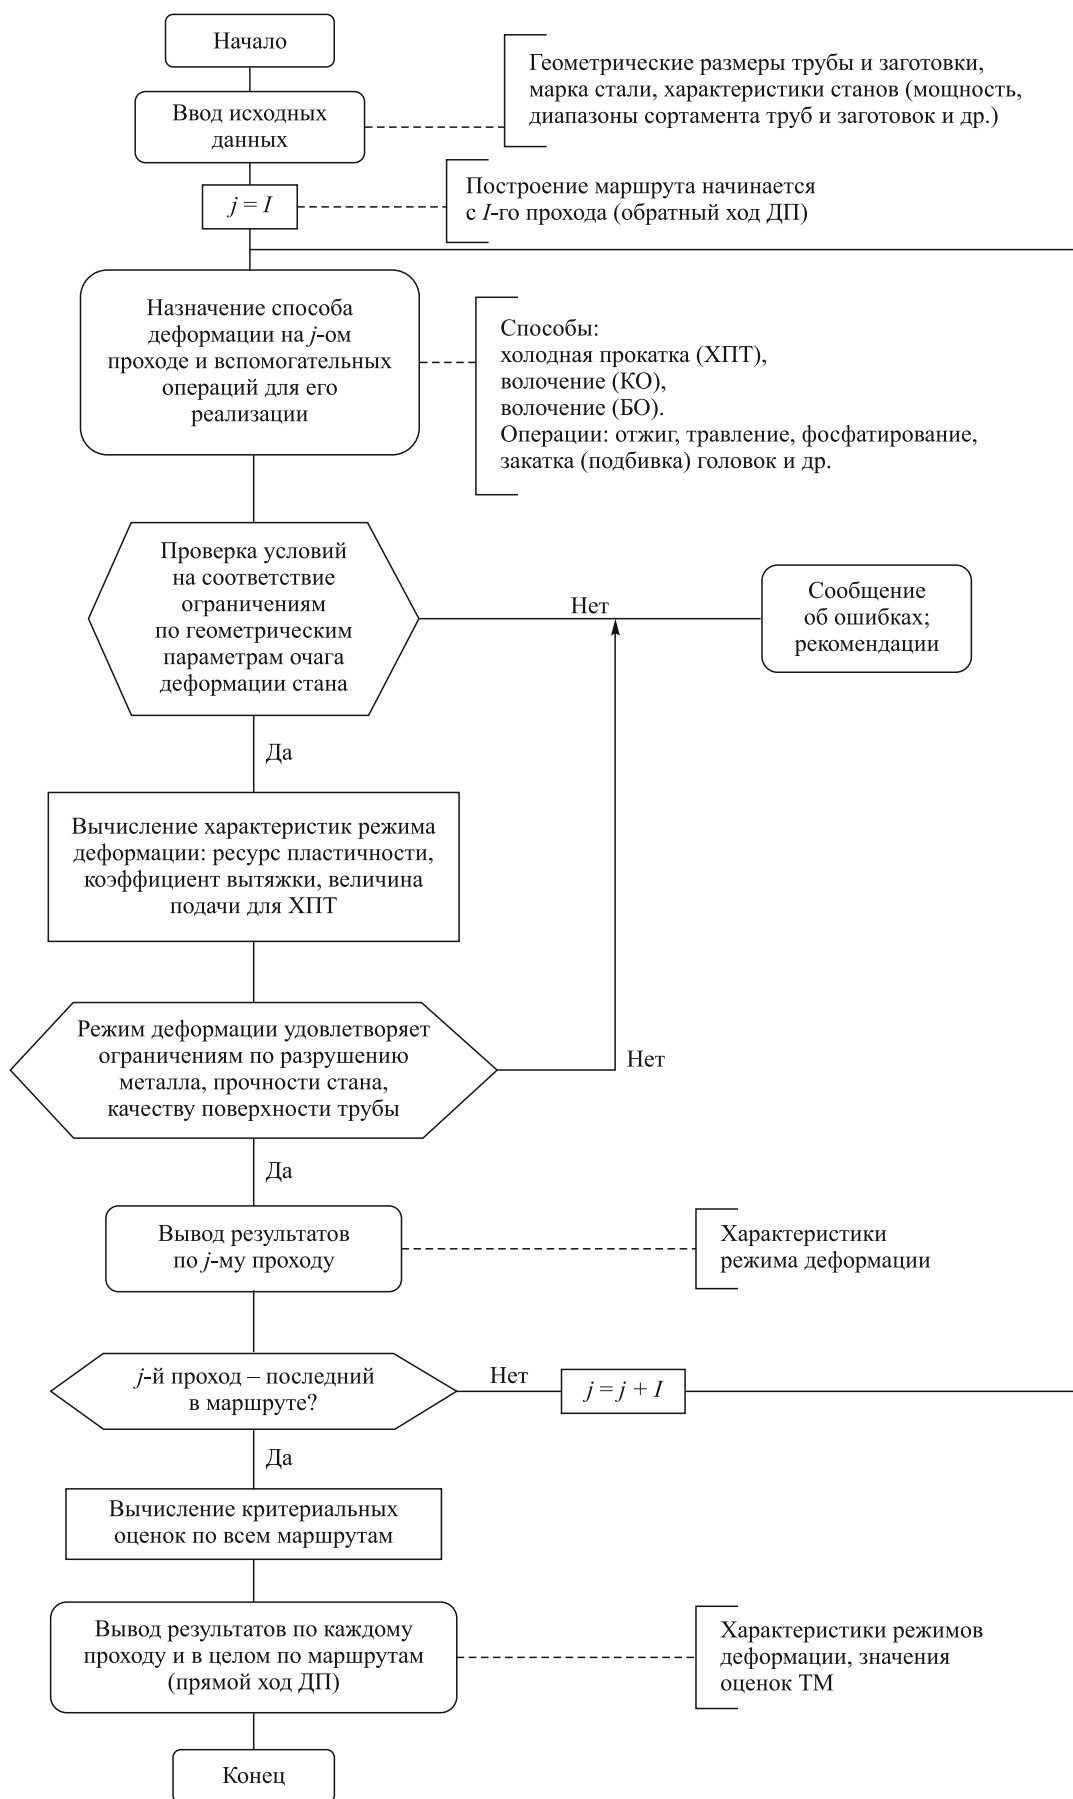 Начало
Геометрические размеры трубы и заготовки,
марка стали, характеристики станов (мощность,
диапазоны сортамента труб и заготовок и др.)
Ввод исходных
данных
j = I
Построение маршрута начинается
с I-го прохода (обратный ход ДП)
Назначение способа
деформации на j-ом
проходе и вспомогательных
операций для его
реализации
Способы:
холодная прокатка (ХПТ),
волочение (КО),
волочение (БО).
Операции: отжиг, травление, фосфатирование,
закатка (подбивка) головок и др.
Проверка условий
на соответствие
ограничениям
по геометрическим
параметрам очага
деформации стана
Нет
Сообщение
об ошибках;
рекомендации
Да
Вычисление характеристик режима
деформации: ресурс пластичности,
коэффициент вытяжки, величина
подачи для ХПТ
Режим деформации удовлетворяет
ограничениям по разрушению
металла, прочности стана,
качеству поверхности трубы
Нет
Да
Вывод результатов
по j-му проходу
Характеристики
режима деформации
j-й проход – последний
в маршруте?
Нет
j = j + I
Да
Вычисление критериальных
оценок по всем маршрутам
Вывод результатов по каждому
проходу и в целом по маршрутам
(прямой ход ДП)
Характеристики режимов
деформации, значения
оценок ТМ
Конец